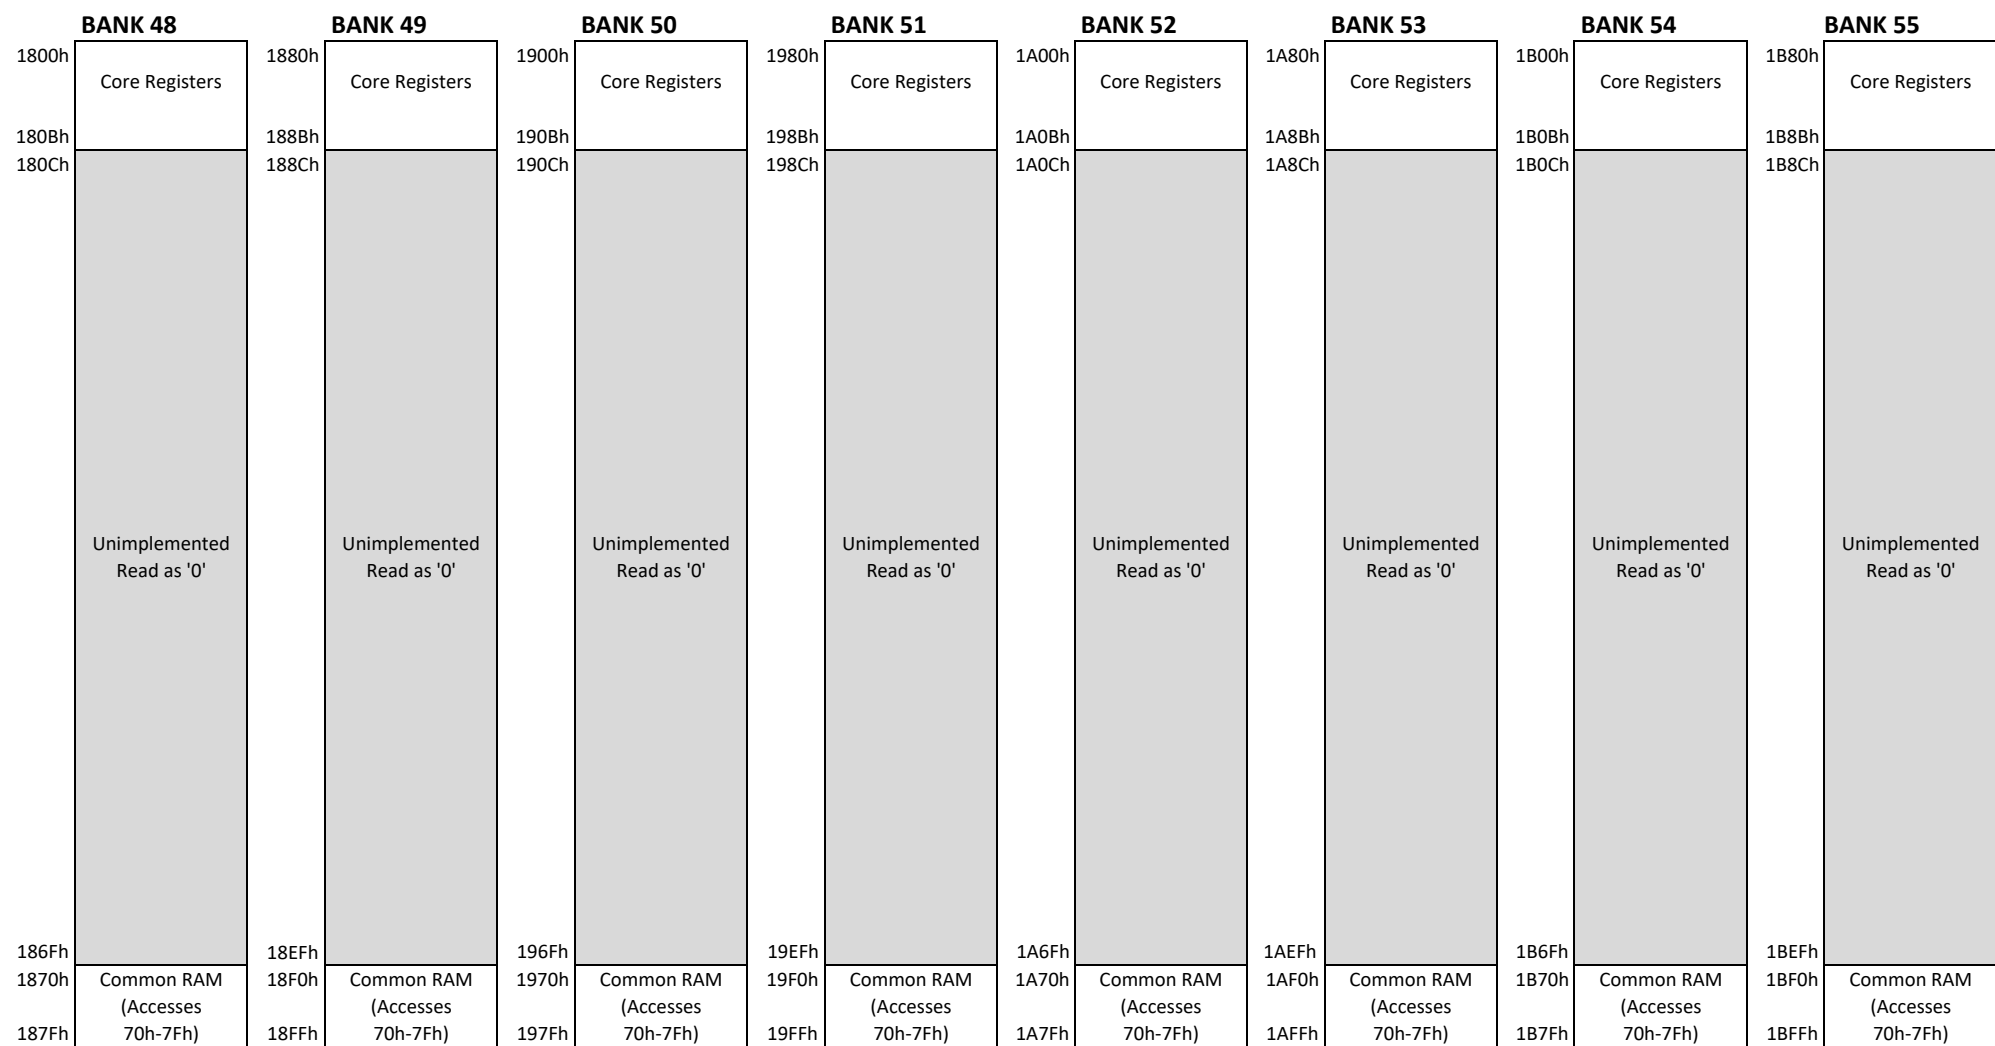 BANK 48 BANK 49 BANK 50 BANK 51 BANK 52 BANK 53 BANK 54 BANK 55
1800h 1880h 1900h 1980h 1A00h 1A80h 1B00h 1B80h
Core Registers Core Registers Core Registers Core Registers Core Registers Core Registers Core Registers Core Registers
180Bh 188Bh 190Bh 198Bh 1A0Bh 1A8Bh 1B0Bh 1B8Bh
180Ch 188Ch 190Ch 198Ch 1A0Ch 1A8Ch 1B0Ch 1B8Ch
Unimplemented Unimplemented Unimplemented Unimplemented Unimplemented Unimplemented Unimplemented Unimplemented
Read as '0' Read as '0' Read as '0' Read as '0' Read as '0' Read as '0' Read as '0' Read as '0'
186Fh 18EFh 196Fh 19EFh 1A6Fh 1AEFh 1B6Fh 1BEFh
1870h Common RAM 18F0h Common RAM 1970h Common RAM 19F0h Common RAM 1A70h Common RAM 1AF0h Common RAM 1B70h Common RAM 1BF0h Common RAM
(Accesses (Accesses (Accesses (Accesses (Accesses (Accesses (Accesses (Accesses
187Fh 70h-7Fh) 18FFh 70h-7Fh) 197Fh 70h-7Fh) 19FFh 70h-7Fh) 1A7Fh 70h-7Fh) 1AFFh 70h-7Fh) 1B7Fh 70h-7Fh) 1BFFh 70h-7Fh)